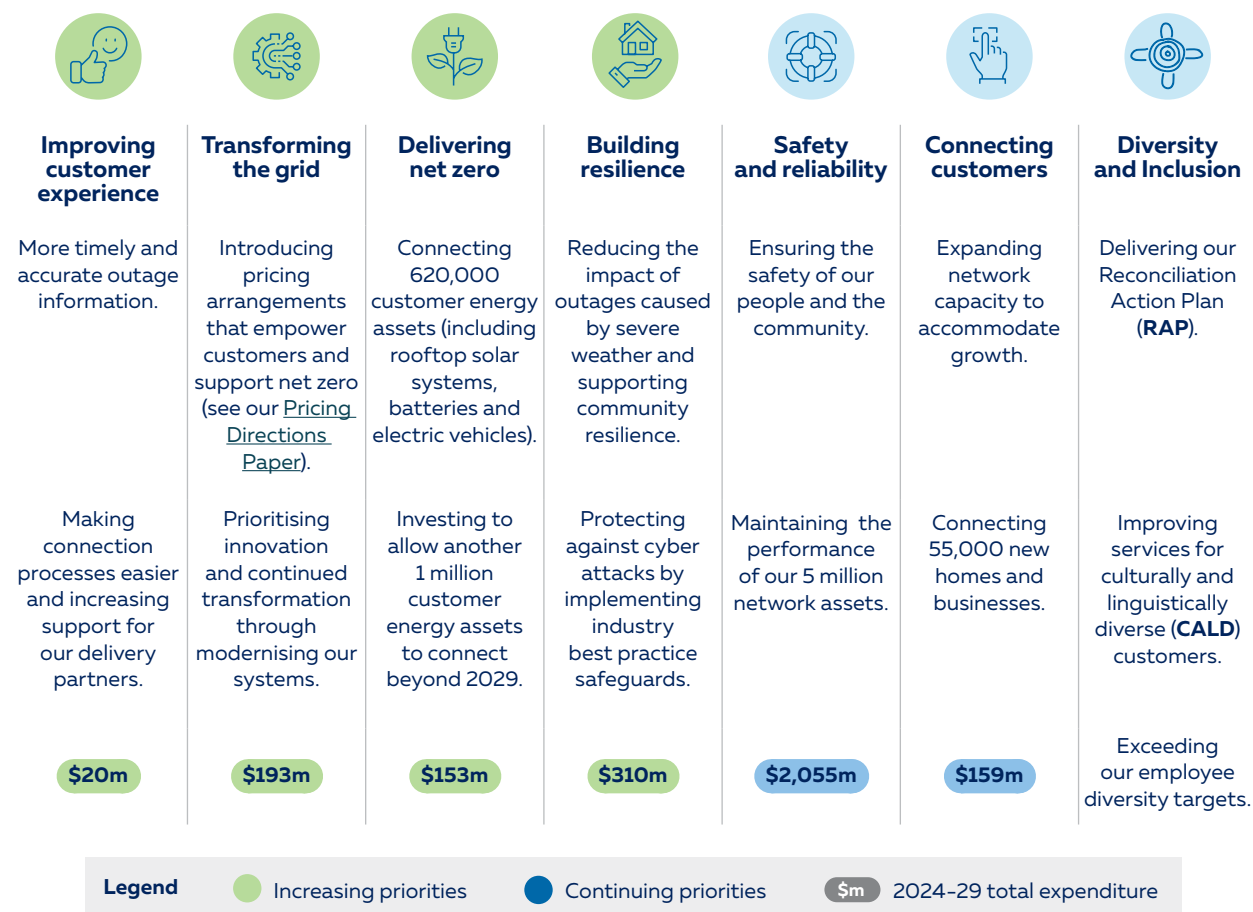 Improving
customer
experience
More timely and
accurate outage
information.
Making
connection
processes easier
and increasing
support for
our delivery
partners.
$20m
Transforming
the grid
Introducing
pricing
arrangements
that empower
customers and
support net zero
(see our Pricing
Directions
Paper).
Prioritising
innovation
and continued
transformation
through
modernising our
systems.
$193m
Delivering
net zero
Connecting
620,000
customer energy
assets (including
rooftop solar
systems,
batteries and
electric vehicles).
Investing to
allow another
1 million
customer
energy assets
to connect
beyond 2029.
$153m
Building
resilience
Reducing the
impact of
outages caused
by severe
weather and
supporting
community
resilience.
Protecting
against cyber
attacks by
implementing
industry
best practice
safeguards.
$310m
Safety
and reliability
Ensuring the
safety of our
people and the
community.
Maintaining the
performance
of our 5 million
network assets.
$2,055m
Connecting
customers
Expanding
network
capacity to
accommodate
growth.
Connecting
55,000 new
homes and
businesses.
$159m
Diversity
and Inclusion
Delivering our
Reconciliation
Action Plan
(RAP).
Improving
services for
culturally and
linguistically
diverse (CALD)
customers.
Exceeding
our employee
diversity targets.
Legend
Increasing priorities
Continuing priorities
$m
2024-29 total expenditure